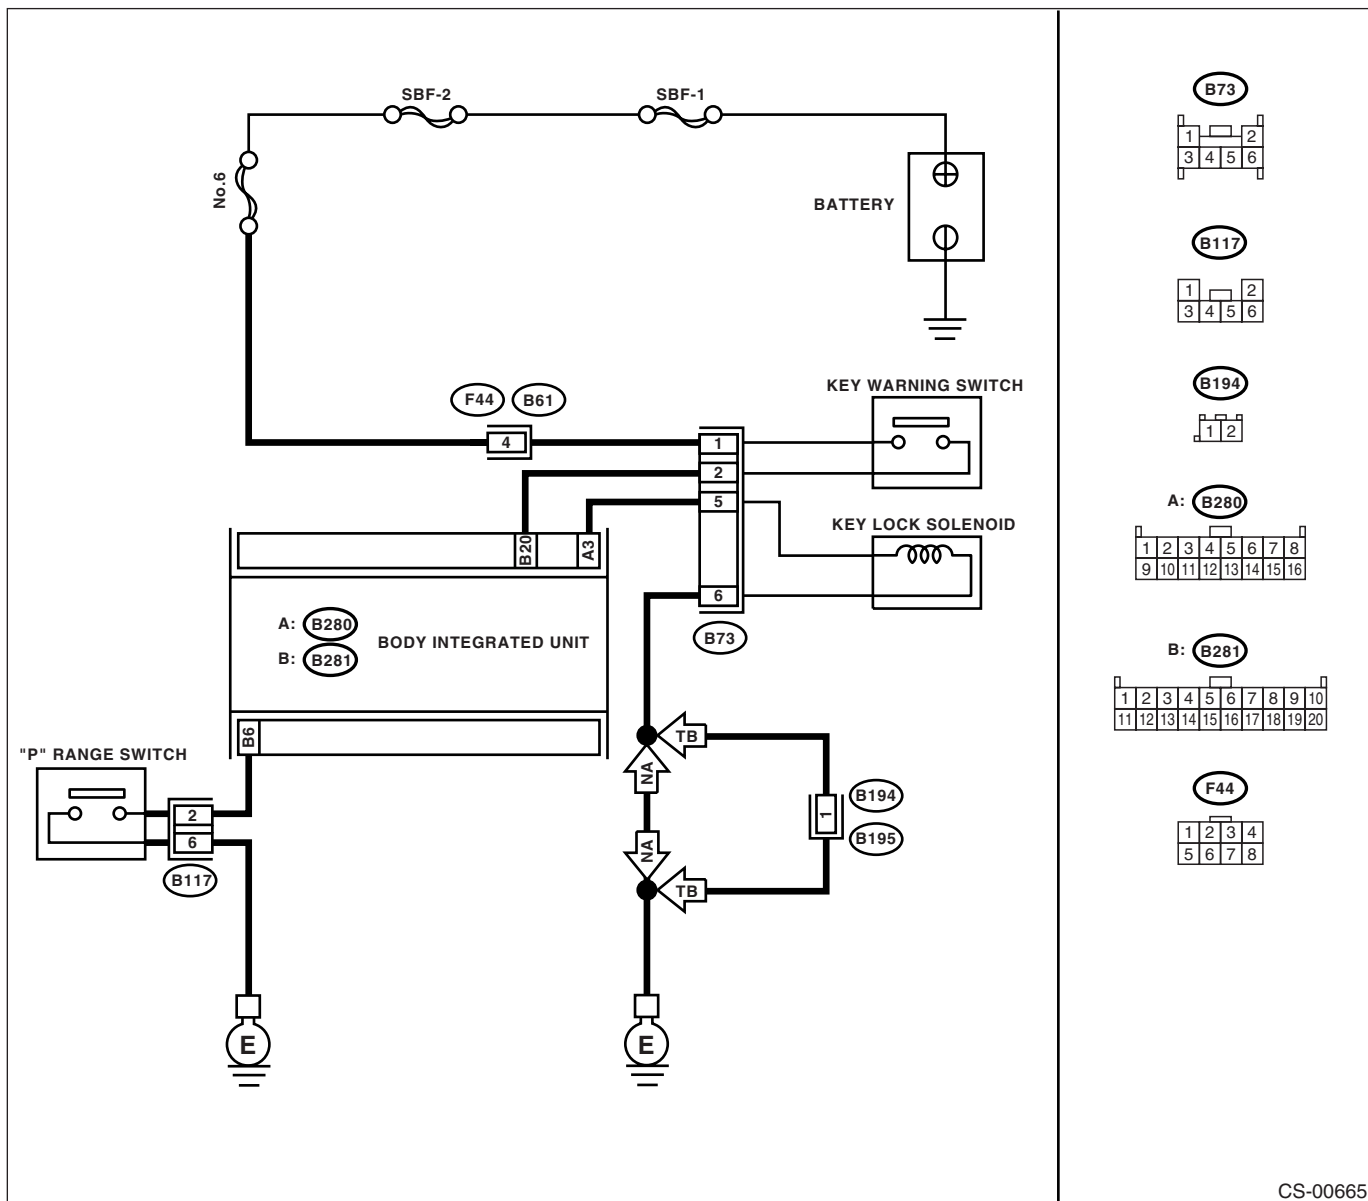 SBF-2
SBF-1
No.6
BATTERY
F44
B61
4
KEY WARNING SWITCH
1
2
5
6
B73
KEY LOCK SOLENOID
B20
A3
A: B280
B: B281
BODY INTEGRATED UNIT
B6
"P" RANGE SWITCH
2
6
B117
TB
NA
NA
TB
1
B194
B195
E
E
B73
1 2
3 4 5 6
B117
1 2
3 4 5 6
B194
1 2
A: B280
1 2 3 4 5 6 7 8
9 10 11 12 13 14 15 16
B: B281
1 2 3 4 5 6 7 8 9 10
11 12 13 14 15 16 17 18 19 20
F44
1 2 3 4
5 6 7 8
CS-00665